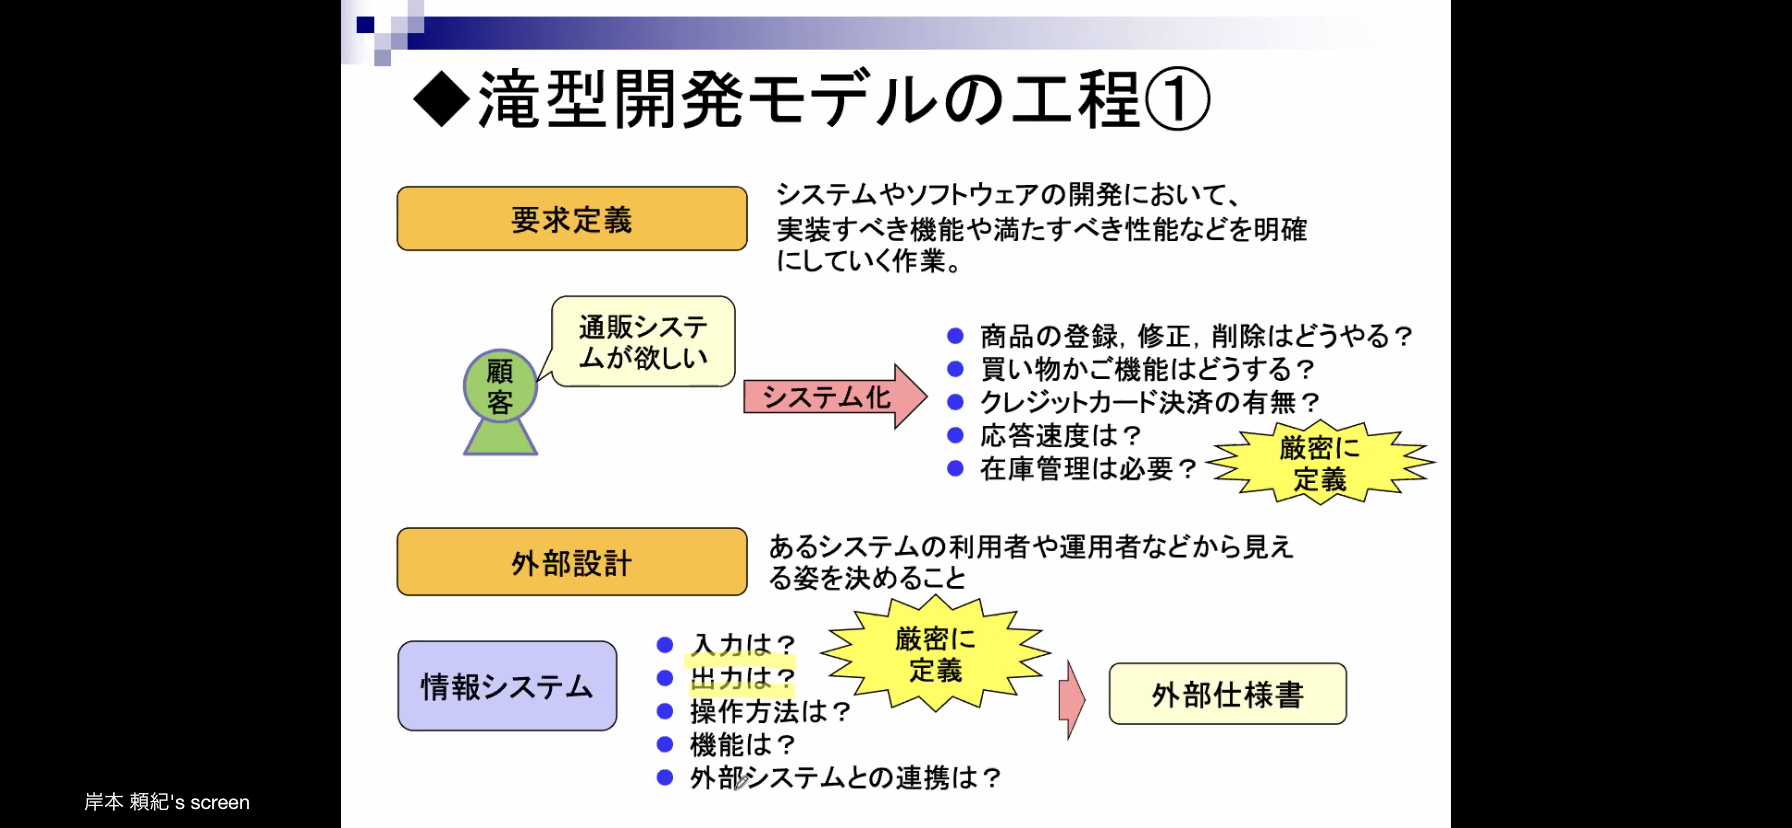 ◆滝型開発モデルの工程①
要求定義
システムやソフトウェアの開発において、
実装すべき機能や満たすべき性能などを明確
にしていく作業。
通販システ
ムが欲しい
顧
客
システム化
● 商品の登録, 修正, 削除はどうやる?
● 買い物かご機能はどうする?
● クレジットカード決済の有無?
● 応答速度は?
● 在庫管理は必要?
厳密に
定義
外部設計
あるシステムの利用者や運用者などから見え
る姿を決めること
情報システム
● 入力は?
● 出力は?
● 操作方法は?
● 機能は?
● 外部システムとの連携は?
厳密に
定義
外部仕様書
岸本 頼紀's screen